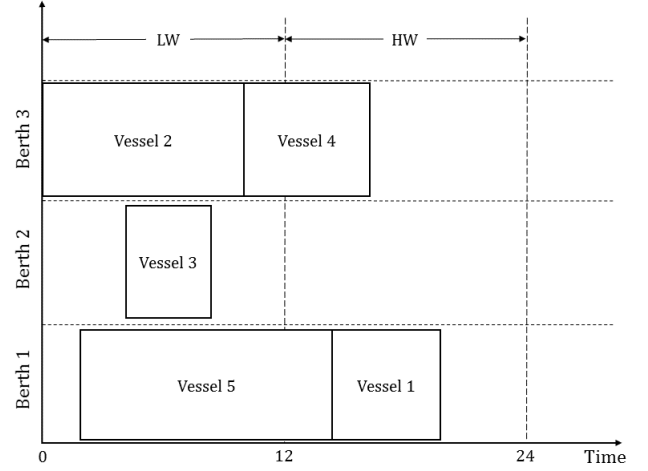 LW
HW
Berth 3
Vessel 2
Vessel 4
Berth 2
Vessel 3
Berth 1
Vessel 5
Vessel 1
0
12
24
Time